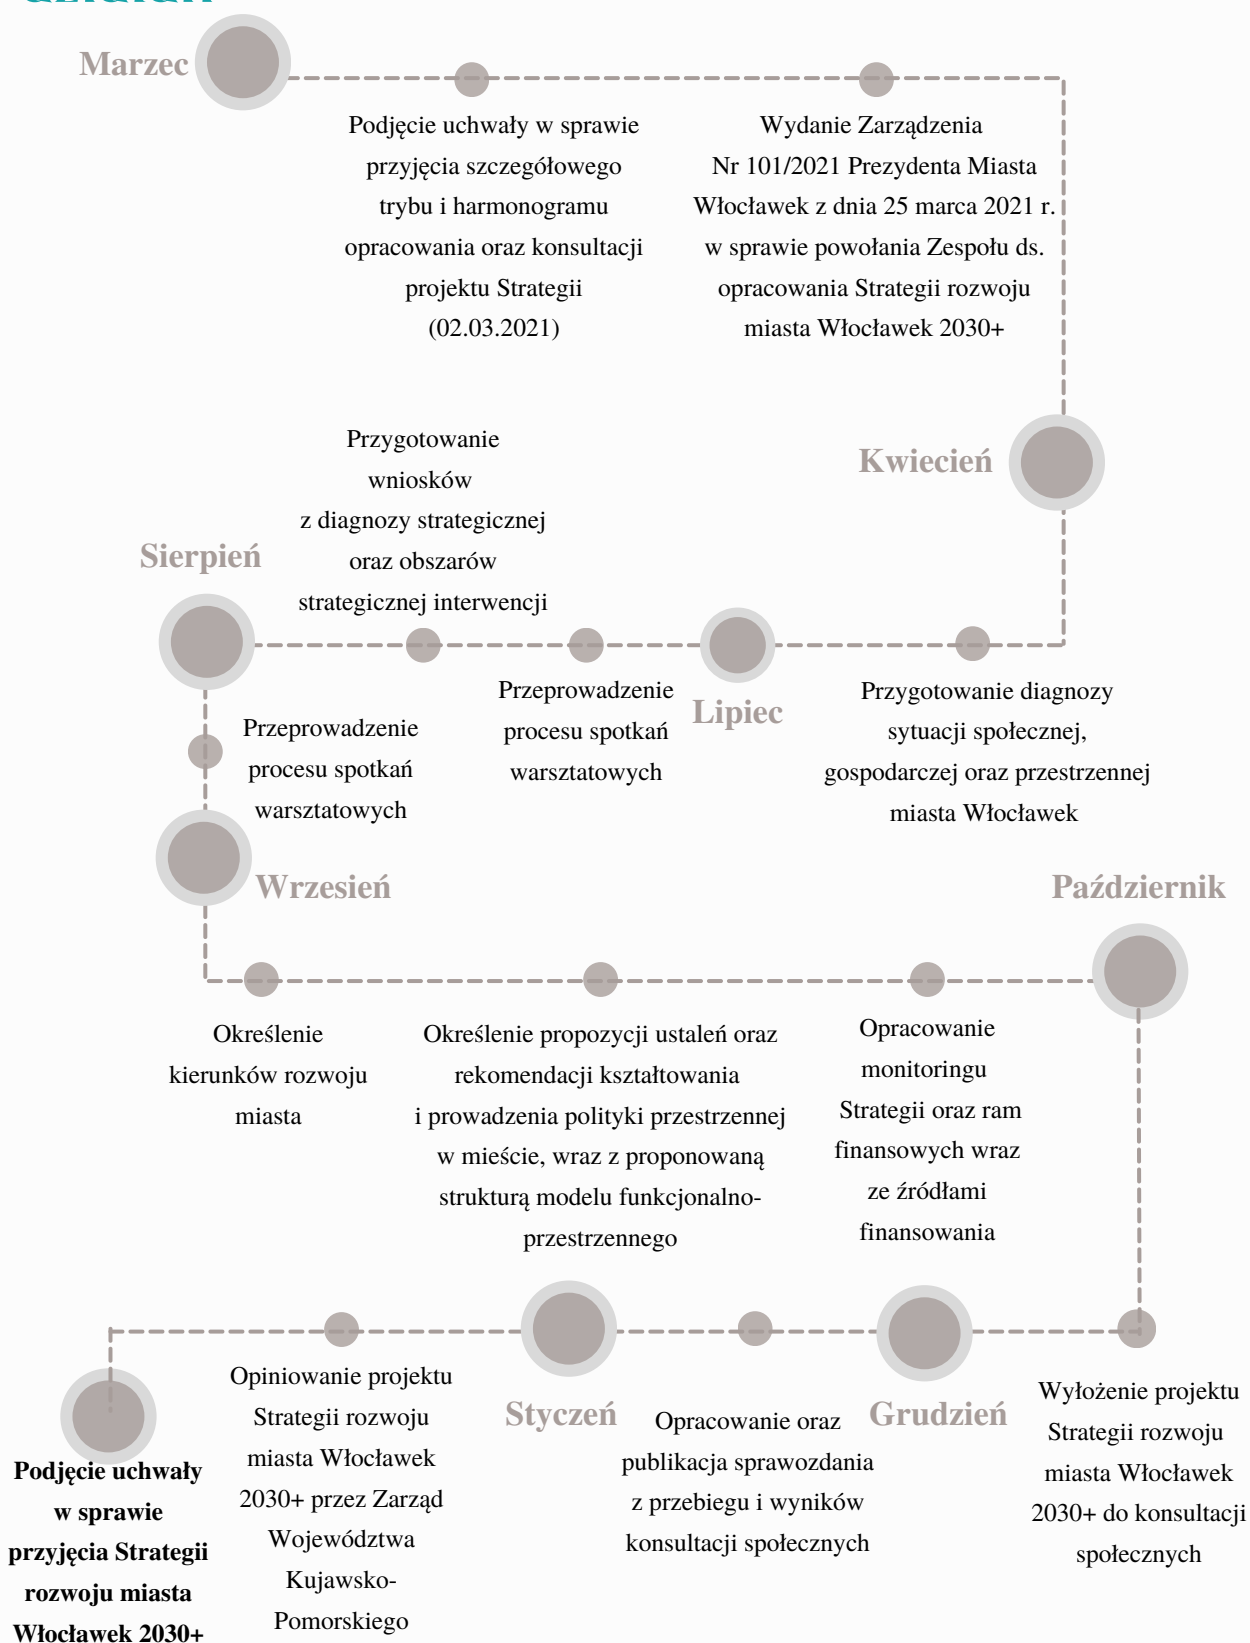 Marzec
Podjęcie uchwały w sprawie
przyjęcia szczegółowego
trybu i harmonogramu
opracowania oraz konsultacji
projektu Strategii
(02.03.2021)
Wydanie Zarządzenia
Nr 101/2021 Prezydenta Miasta
Włocławek z dnia 25 marca 2021 r.
w sprawie powołania Zespołu ds.
opracowania Strategii rozwoju
miasta Włocławek 2030+
Kwiecień
Przygotowanie diagnozy
sytuacji społecznej,
gospodarczej oraz przestrzennej
miasta Włocławek
Lipiec
Przeprowadzenie
procesu spotkań
warsztatowych
Przygotowanie
wniosków
z diagnozy strategicznej
oraz obszarów
strategicznej interwencji
Sierpień
Przeprowadzenie
procesu spotkań
warsztatowych
Wrzesień
Określenie
kierunków rozwoju
miasta
Określenie propozycji ustaleń oraz
rekomendacji kształtowania
i prowadzenia polityki przestrzennej
w mieście, wraz z proponowaną
strukturą modelu funkcjonalno-
przestrzennego
Opracowanie
monitoringu
Strategii oraz ram
finansowych wraz
ze źródłami
finansowania
Październik
Wyłożenie projektu
Strategii rozwoju
miasta Włocławek
2030+ do konsultacji
społecznych
Grudzień
Opracowanie oraz
publikacja sprawozdania
z przebiegu i wyników
konsultacji społecznych
Styczeń
Opiniowanie projektu
Strategii rozwoju
miasta Włocławek
2030+ przez Zarząd
Województwa
Kujawsko-
Pomorskiego
Podjęcie uchwały
w sprawie
przyjęcia Strategii
rozwoju miasta
Włocławek 2030+